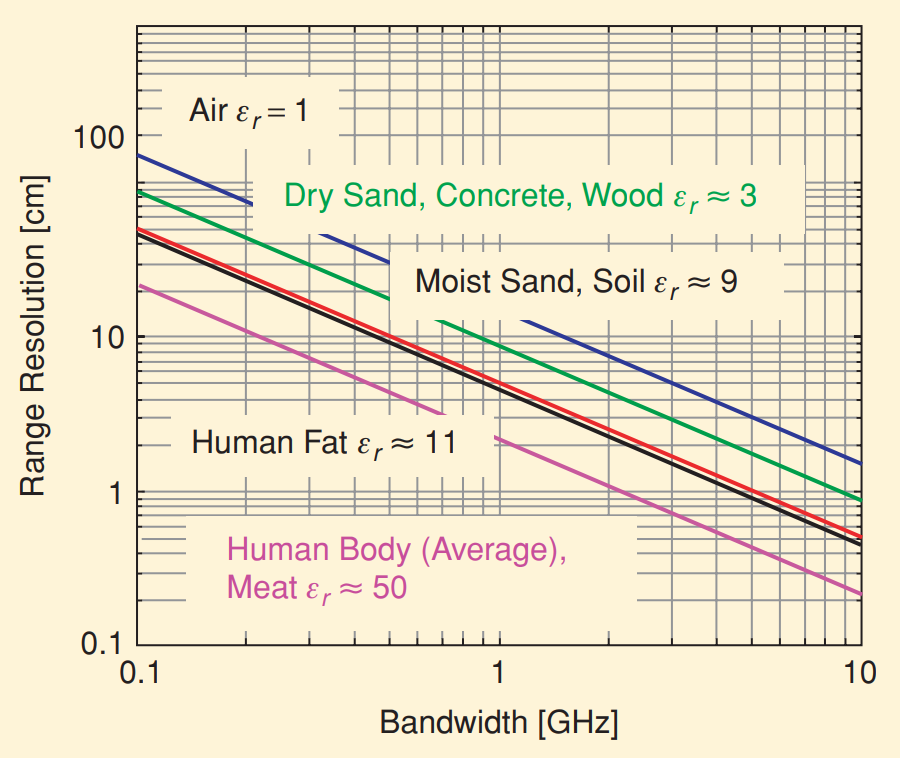 100
10
1
0.1
0.1
1
10
Range Resolution [cm]
Bandwidth [GHz]
Air εr = 1
Dry Sand, Concrete, Wood εr ≈ 3
Moist Sand, Soil εr ≈ 9
Human Fat εr ≈ 11
Human Body (Average),
Meat εr ≈ 50